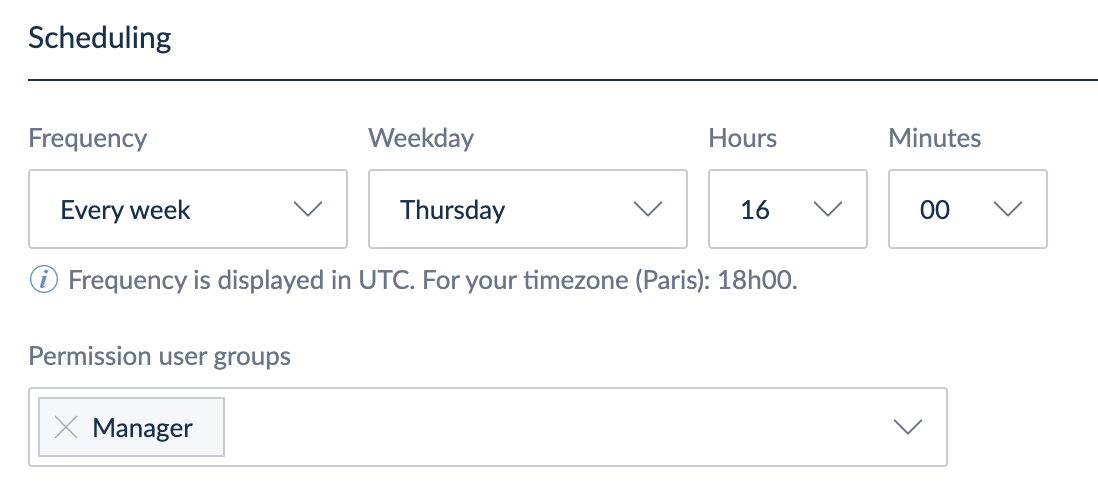 Scheduling
Frequency Weekday Hours Minutes
Every week Thursday 16 00
i Frequency is displayed in UTC. For your timezone (Paris): 18h00.
Permission user groups
Manager